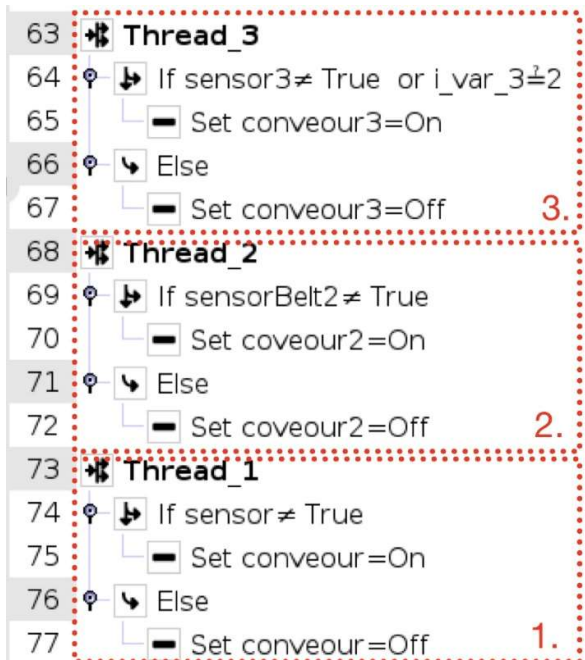 63 Thread_3
64 If sensor3≠ True or i_var_3≟2
65 Set conveour3=On
66 Else
67 Set conveour3=Off 3.
68 Thread_2
69 If sensorBelt2≠ True
70 Set coveour2=On
71 Else
72 Set coveour2=Off 2.
73 Thread_1
74 If sensor≠ True
75 Set conveour=On
76 Else
77 Set conveour=Off 1.